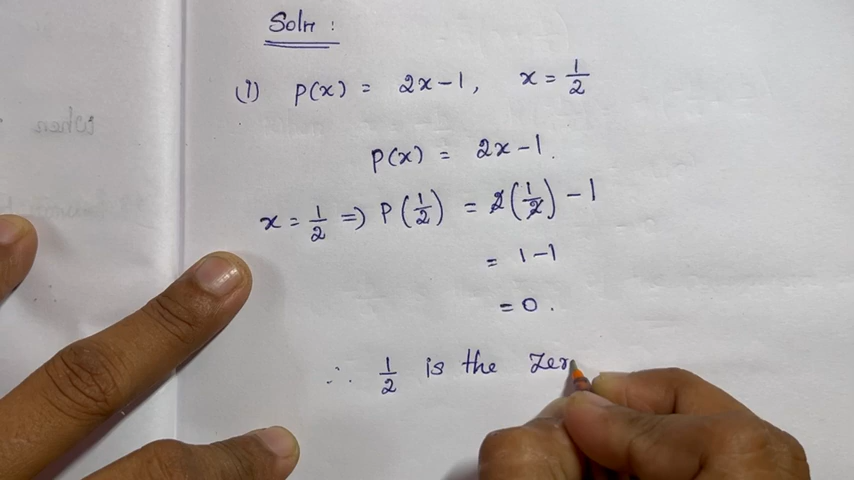 Soln :
(1) P(x) = 2x-1, x = 1/2
P(x) = 2x-1.
x = 1/2 => P(1/2) = 2(1/2) - 1
= 1-1
= 0.
∴ 1/2 is the zer